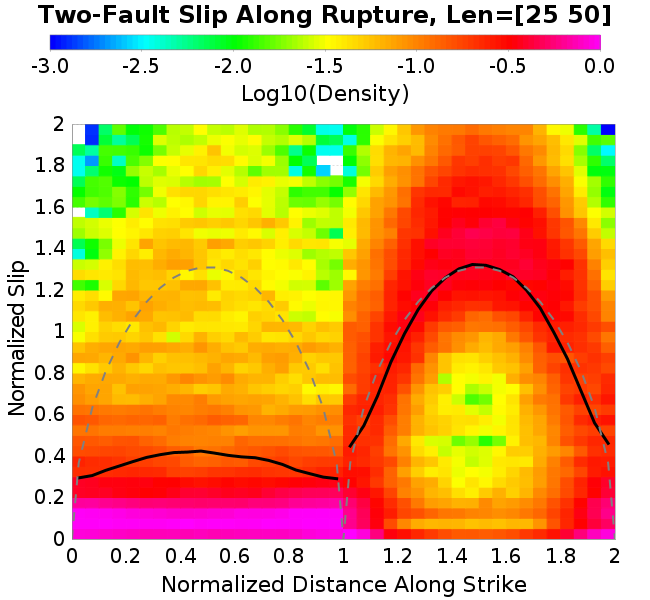 Two-Fault Slip Along Rupture, Len=[25 50]
-3.0 -2.5 -2.0 -1.5 -1.0 -0.5 0.0
Log10(Density)
2
1.8
1.6
1.4
1.2
1
0.8
0.6
0.4
0.2
0
Normalized Slip
0 0.2 0.4 0.6 0.8 1 1.2 1.4 1.6 1.8 2
Normalized Distance Along Strike